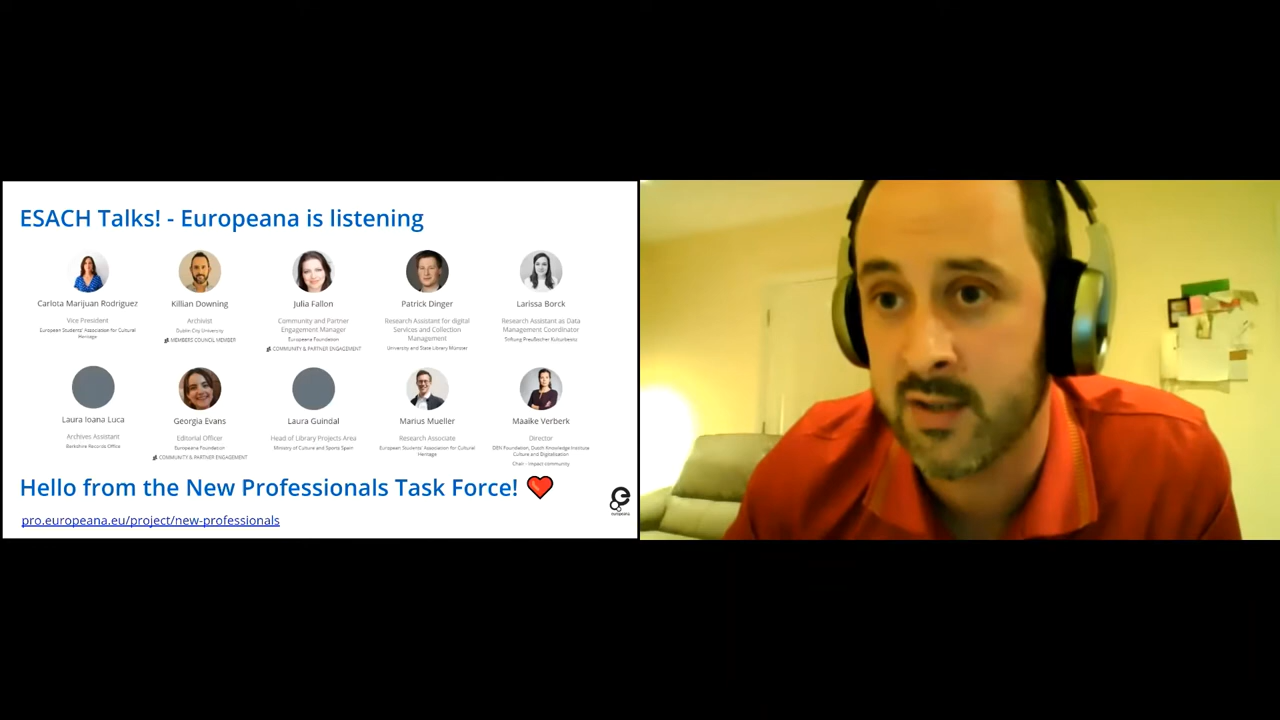 ESACH Talks! - Europeana is listening
Carlota Marijuan Rodriguez
Vice President
European Students' Association for Cultural
Heritage
Killian Downing
Archivist
Dublin City University
MEMBERS COUNCIL MEMBER
Julia Fallon
Community and Partner
Engagement Manager
Europeana Foundation
COMMUNITY & PARTNER ENGAGEMENT
Patrick Dinger
Research Assistant for digital
Services and Collection
Management
University and State Library Münster
Larissa Borck
Research Assistant as Data
Management Coordinator
Stiftung Preußischer Kulturbesitz
Laura Ioana Luca
Archives Assistant
Berkshire Records Office
Georgia Evans
Editorial Officer
Europeana Foundation
COMMUNITY & PARTNER ENGAGEMENT
Laura Guindal
Head of Library Projects Area
Ministry of Culture and Sports Spain
Marius Mueller
Research Associate
European Students' Association for Cultural
Heritage
Maaike Verberk
Director
DEN Foundation, Dutch Knowledge Institute
Culture and Digitalisation
Chair - Impact community
Hello from the New Professionals Task Force!
pro.europeana.eu/project/new-professionals
europeana